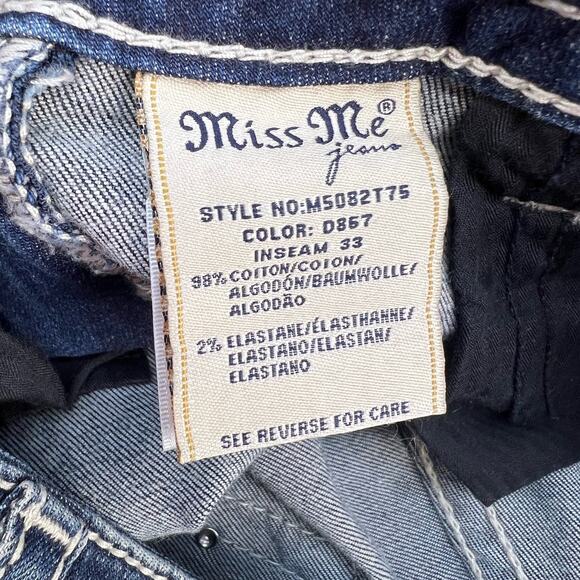 Miss Me®
jeans
STYLE NO:M5082T75
COLOR: D867
INSEAM 33
98% COTTON/COTON/
ALGODÓN/BAUMWOLLE/
ALGODÃO
2% ELASTANE/ÉLASTHANNE/
ELASTANO/ELASTAN/
ELASTANO
SEE REVERSE FOR CARE